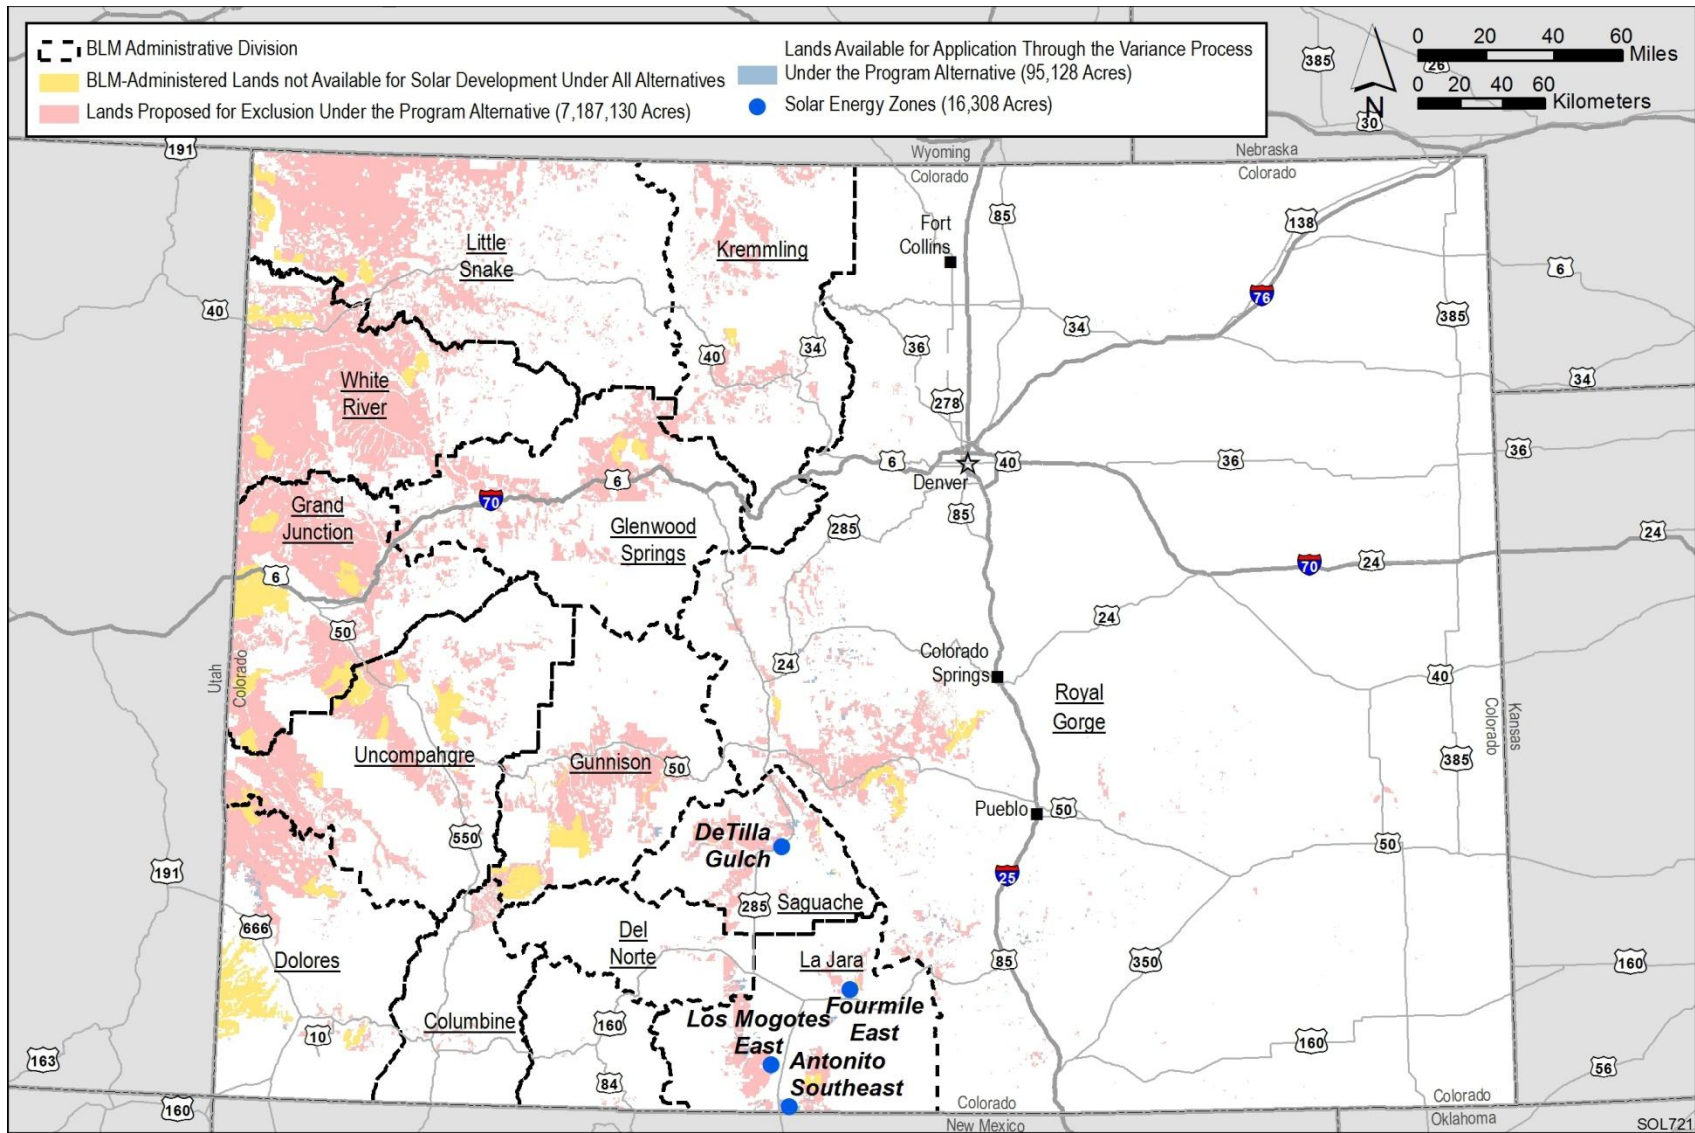 BLM Administrative Division
BLM-Administered Lands not Available for Solar Development Under All Alternatives
Lands Proposed for Exclusion Under the Program Alternative (7,187,130 Acres)
Lands Available for Application Through the Variance Process
Under the Program Alternative (95,128 Acres)
Solar Energy Zones (16,308 Acres)
N
0 20 40 60
Miles
0 20 40 60
Kilometers
385
26
30
191
Wyoming
Colorado
Nebraska
Colorado
85
138
Fort
Collins
Little
Snake
Kremmling
6
40
76
385
34
36
34
40
34
White
River
278
36
36
6
40
6
Denver
70
Grand
Junction
Glenwood
Springs
285
85
24
70
24
6
50
24
Utah
Colorado
24
Colorado
Springs
40
Royal
Gorge
Colorado
Kansas
Uncompahgre
Gunnison
50
385
Pueblo
50
550
DeTilla
Gulch
50
191
25
285
Saguache
666
Del
Norte
Dolores
La Jara
85
350
160
Fourmile
East
Los Mogotes
East
Columbine
160
10
160
163
Antonito
Southeast
56
84
160
Colorado
New Mexico
Colorado
Oklahoma
SOL721